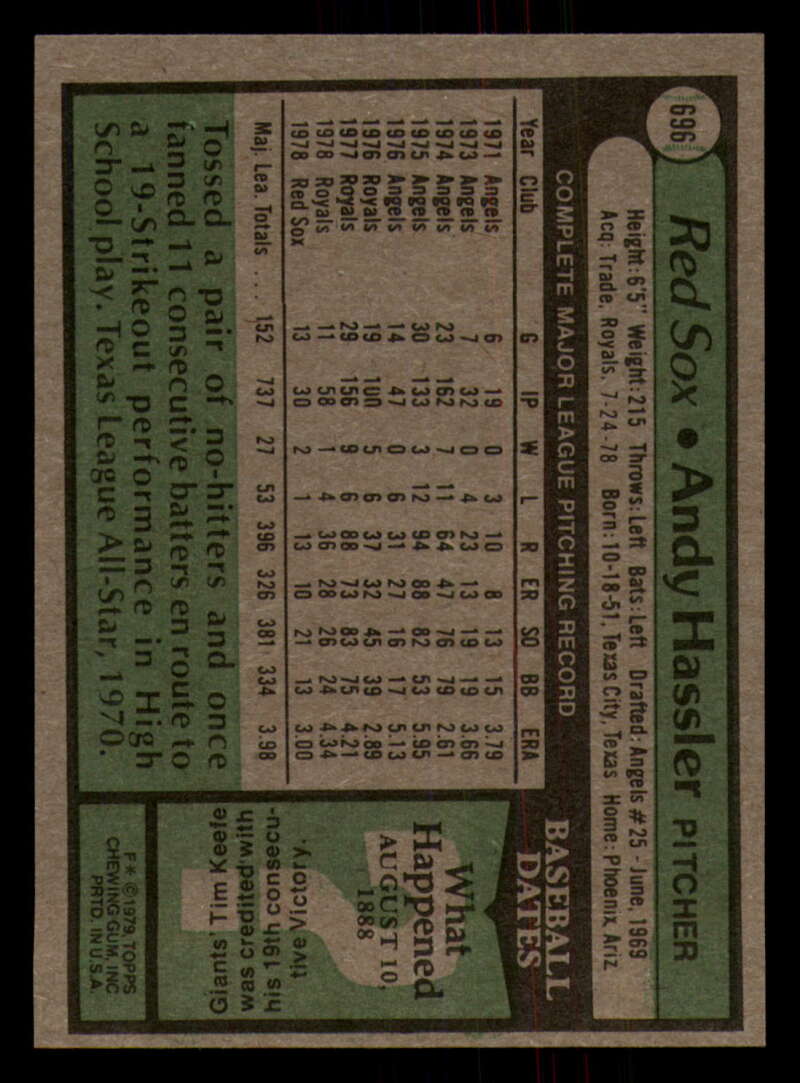 696
Red Sox • Andy Hassler PITCHER
Height: 6'5" Weight: 215 Throws: Left Bats: Left Drafted: Angels #25 - June, 1969
Acq: Trade, Royals, 7-24-78 Born: 10-18-51, Texas City, Texas Home: Phoenix Ariz
COMPLETE MAJOR LEAGUE PITCHING RECORD
Year Club G IP W L R ER SO BB ERA
1971 Angels 6 19 0 3 10 8 13 15 3.79
1973 Angels 7 32 0 4 23 13 19 19 3.66
1974 Angels 23 162 7 11 64 47 76 79 2.61
1975 Angels 30 133 3 12 94 88 82 53 5.95
1976 Angels 14 47 0 6 31 27 16 17 5.13
1976 Royals 19 100 5 6 37 32 45 39 2.89
1977 Royals 29 156 9 6 88 73 83 75 4.21
1978 Royals 11 58 1 4 36 28 26 24 4.34
1978 Red Sox 13 30 2 1 13 10 21 13 3.00
Maj. Lea. Totals . . . 152 737 27 53 396 326 381 334 3.98
Tossed a pair of no-hitters and once
fanned 11 consecutive batters en route to
a 19-Strikeout performance in High
School play. Texas League All-Star, 1970.
BASEBALL
DATES
What
Happened
AUGUST 10,
1888
Giants' Tim Keefe
was credited with
his 19th consecu-
tive Victory.
F* © 1979, TOPPS
CHEWING GUM, INC
PRTD. IN U.S.A.